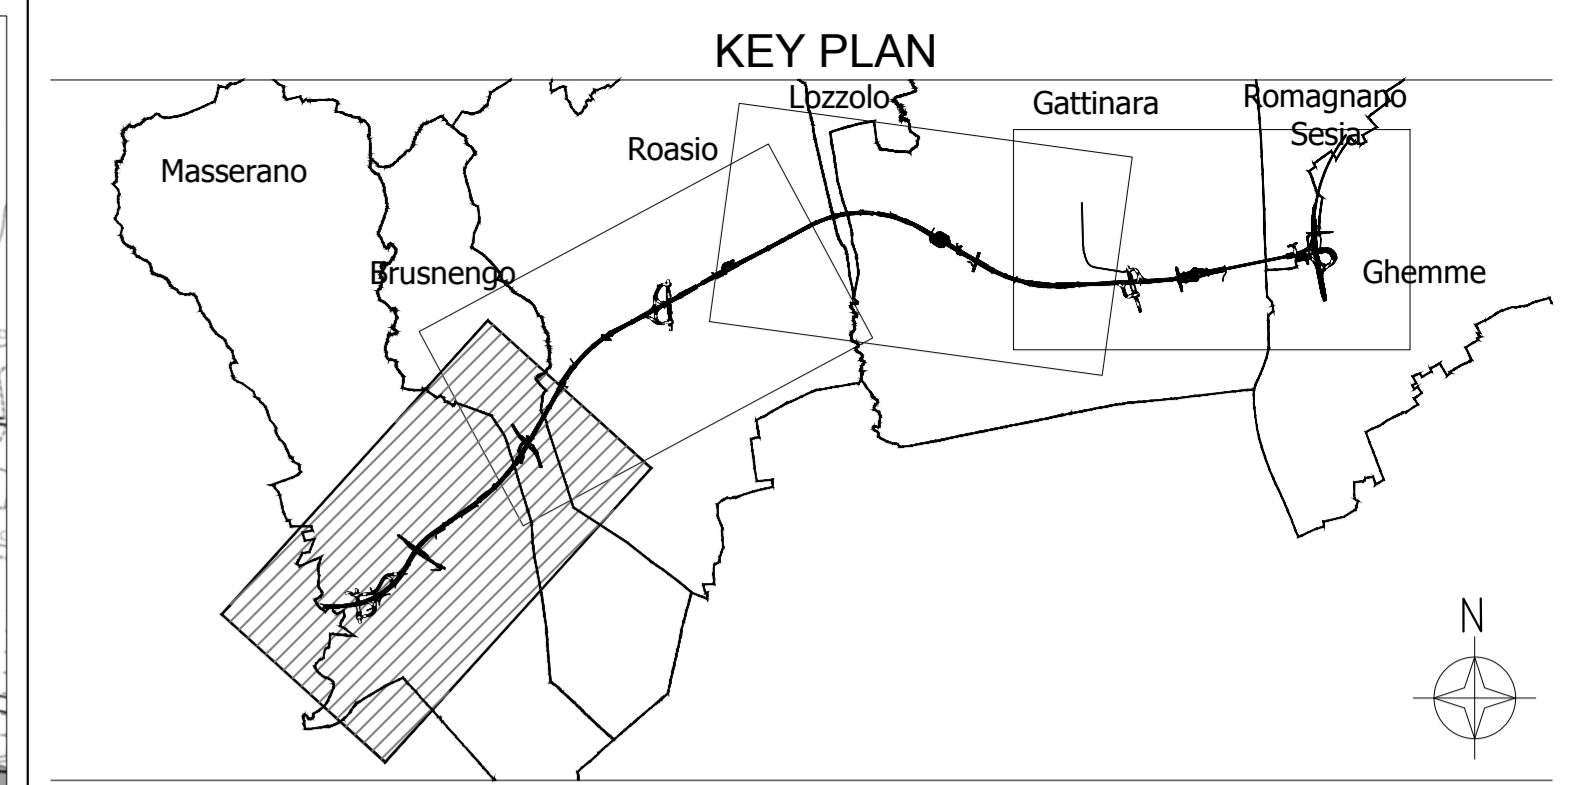 KEY PLAN
Lozzolo
Gattinara
Romagnano
Sesia
Roasio
Masserano
Brusnengo
Ghemme
N